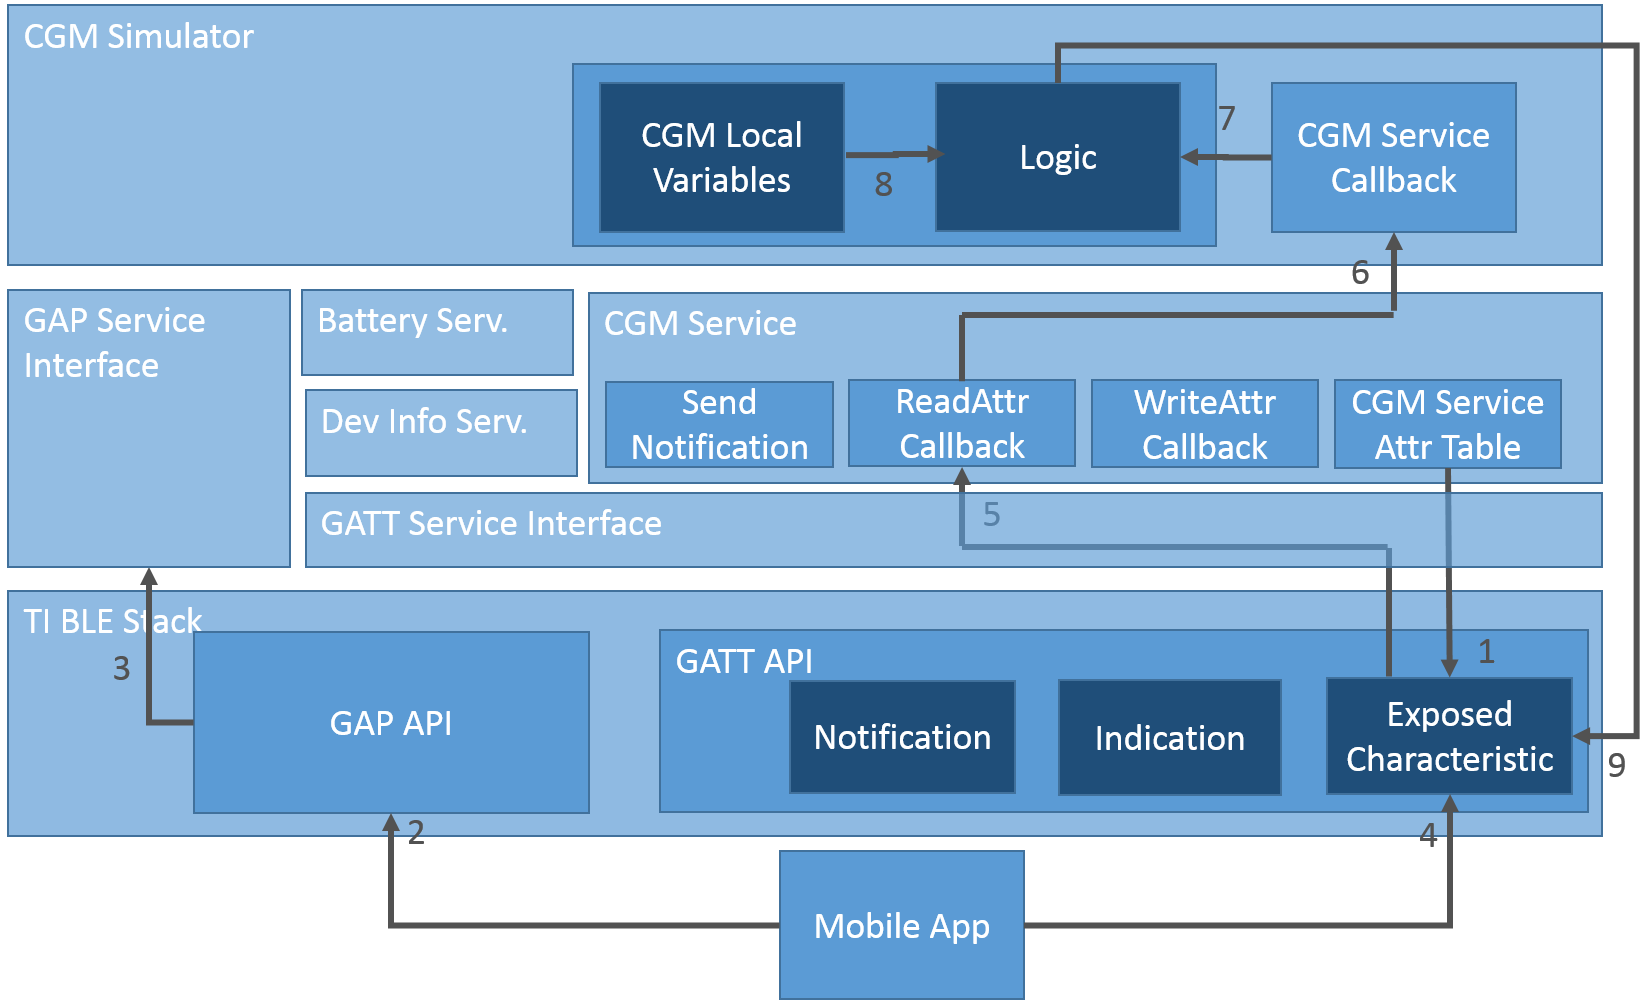 CGM Simulator
CGM Local
Variables
8
Logic
7
CGM Service
Callback
6
GAP Service
Interface
Battery Serv.
Dev Info Serv.
CGM Service
Send
Notification
ReadAttr
Callback
WriteAttr
Callback
CGM Service
Attr Table
GATT Service Interface
5
TI BLE Stack
3
GAP API
2
GATT API
Notification
Indication
1
Exposed
Characteristic
9
4
Mobile App